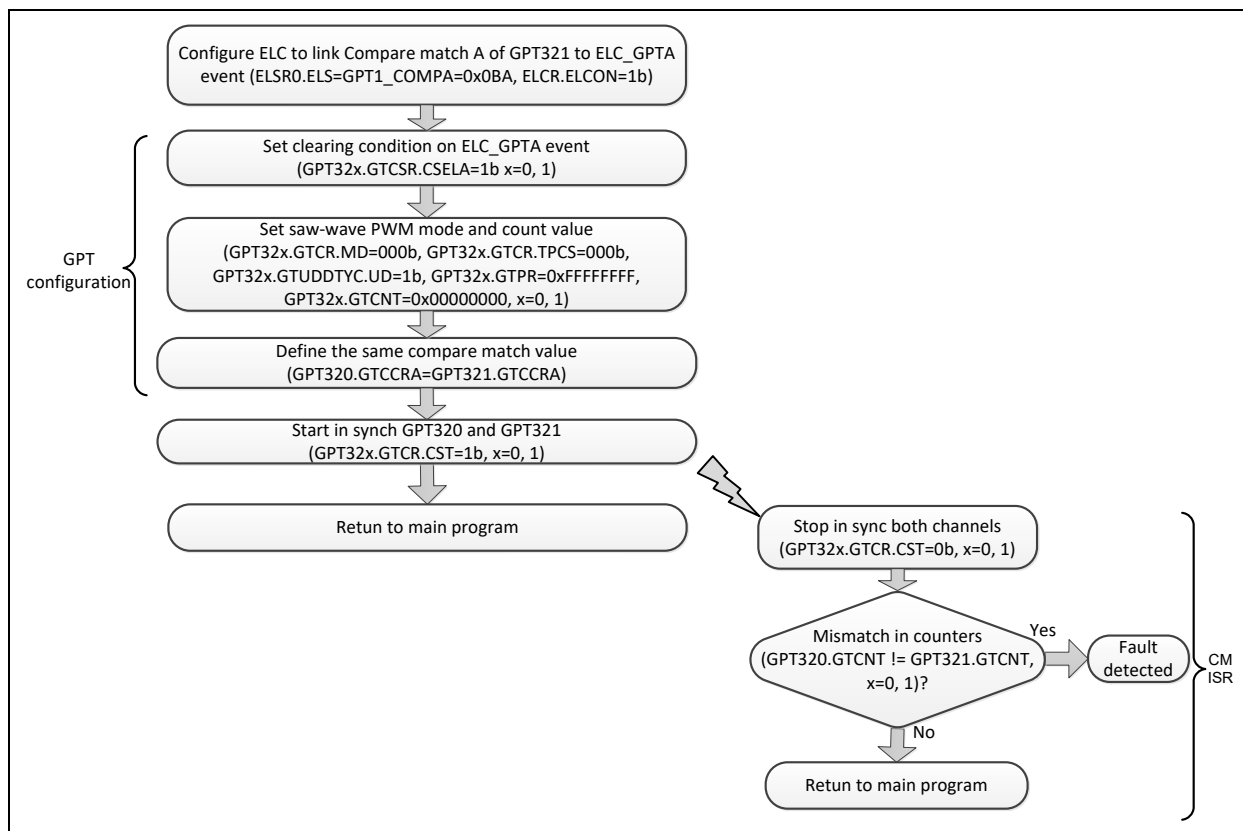 Configure ELC to link Compare match A of GPT321 to ELC_GPTA
event (ELSR0.ELS=GPT1_COMPA=0x0BA, ELCR.ELCON=1b)
Set clearing condition on ELC_GPTA event
(GPT32x.GTCSR.CSELA=1b x=0, 1)
GPT
configuration
Set saw-wave PWM mode and count value
(GPT32x.GTCR.MD=000b, GPT32x.GTCR.TPCS=000b,
GPT32x.GTUDDTYC.UD=1b, GPT32x.GTPR=0xFFFFFFFF,
GPT32x.GTCNT=0x00000000, x=0, 1)
Define the same compare match value
(GPT320.GTCCRA=GPT321.GTCCRA)
Start in synch GPT320 and GPT321
(GPT32x.GTCR.CST=1b, x=0, 1)
Retun to main program
Stop in sync both channels
(GPT32x.GTCR.CST=0b, x=0, 1)
Mismatch in counters
(GPT320.GTCNT != GPT321.GTCNT,
x=0, 1)?
Yes
Fault
detected
CM
ISR
No
Retun to main program